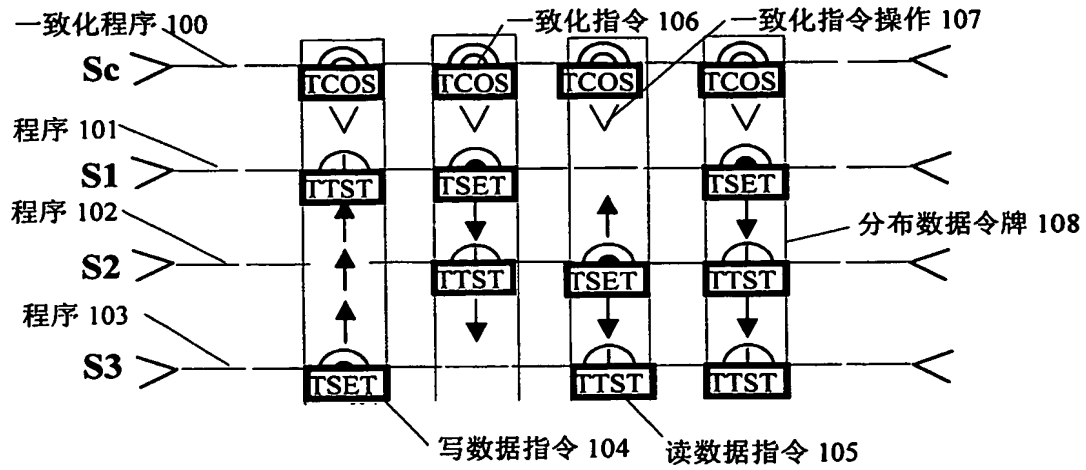 一致化程序 100
一致化指令 106
一致化指令操作 107
Sc
TCOS TCOS TCOS TCOS
程序 101
S1
TTST TSET TSET
程序 102
分布数据令牌 108
S2
TTST TSET TTST
程序 103
S3
TSET TTST TTST
写数据指令 104
读数据指令 105